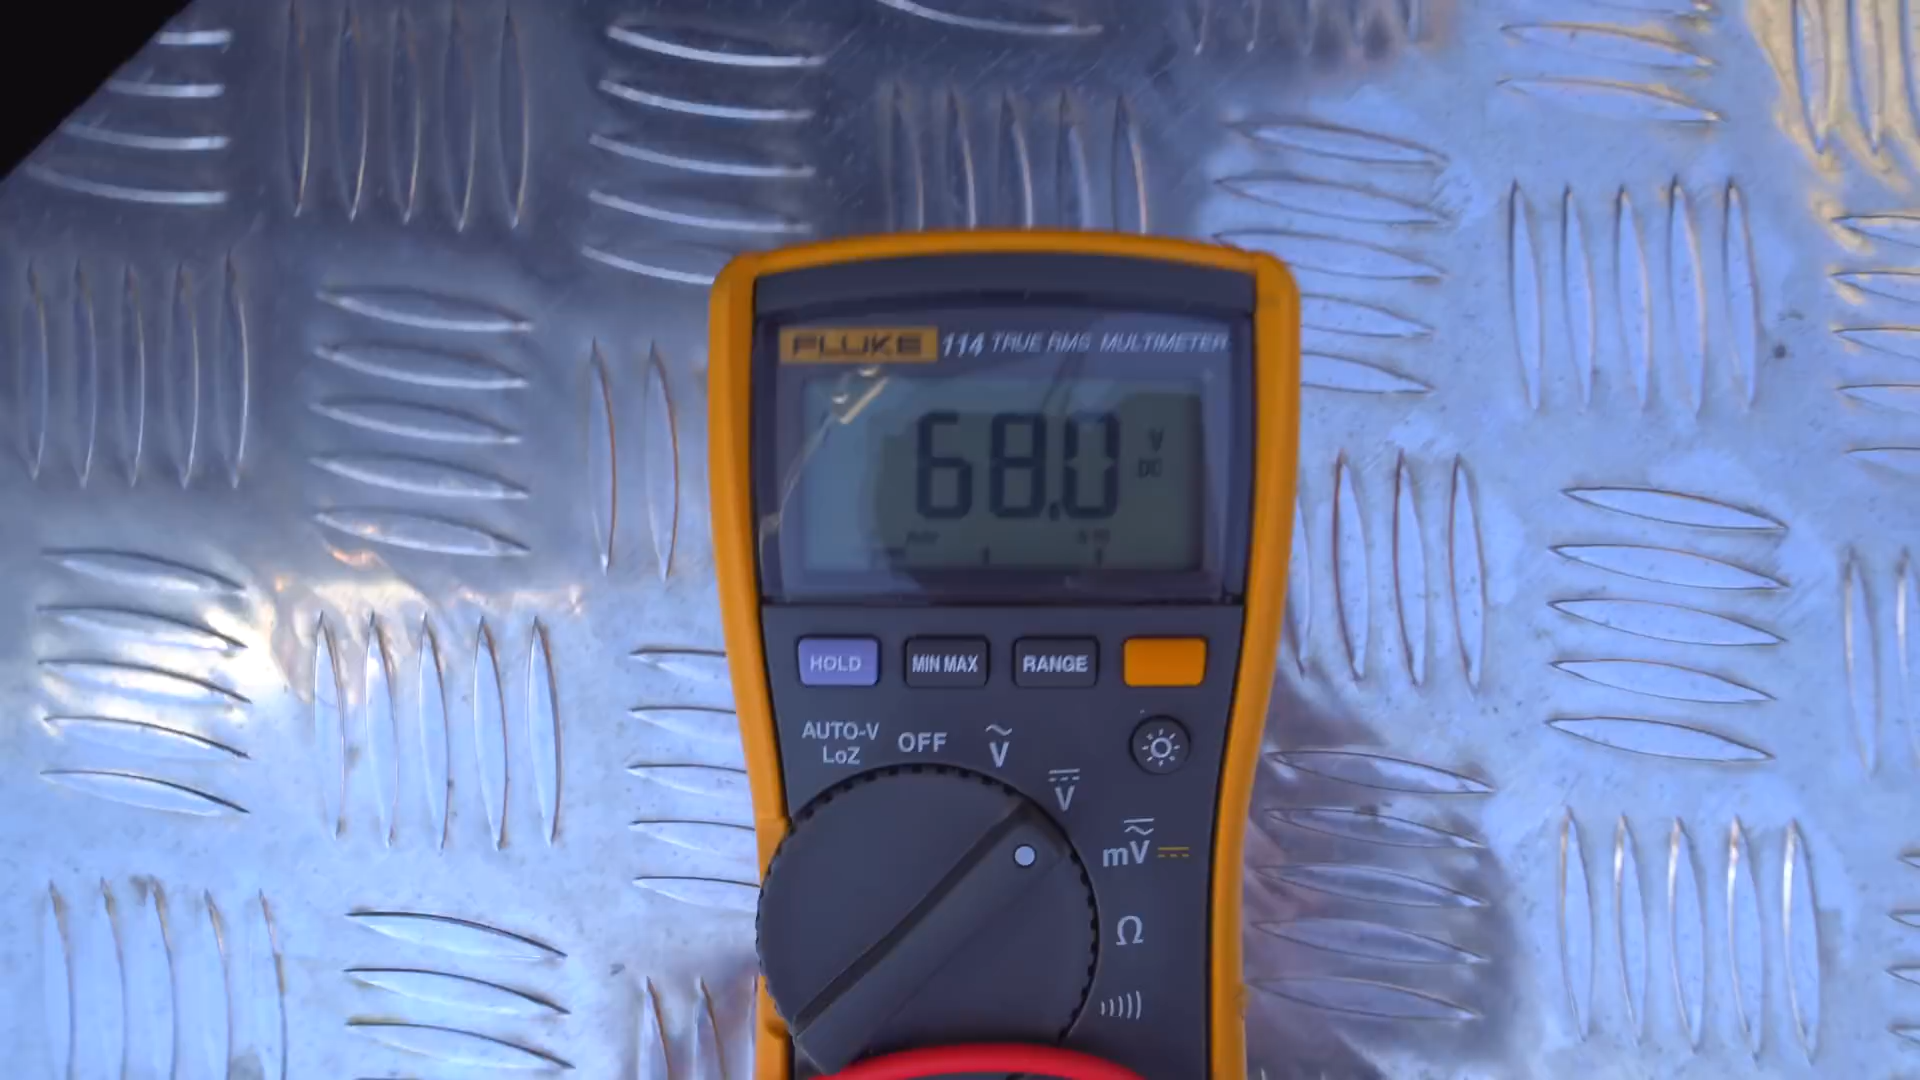 FLUKE 114 TRUE RMS MULTIMETER
68.0 V
DC
HOLD MIN MAX RANGE
AUTO-V
LoZ
OFF
V
V
mV
Ω